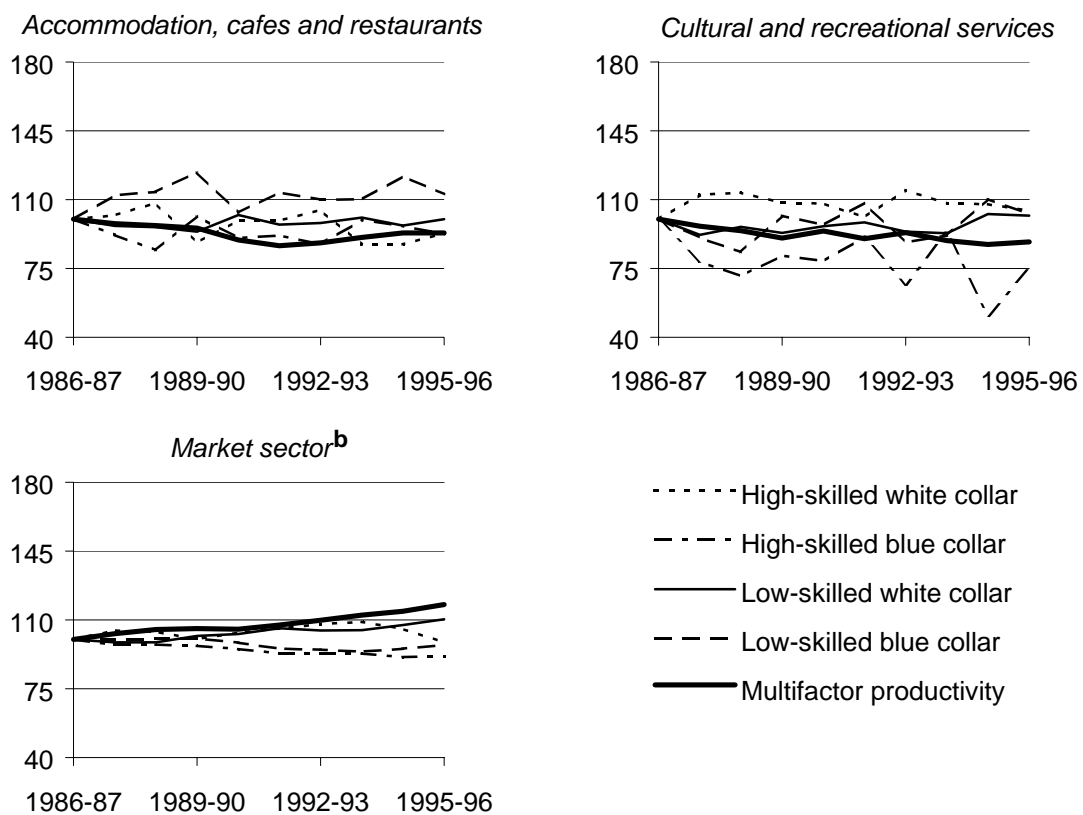 Accommodation, cafes and restaurants
180
145
110
75
40
1986-87 1989-90 1992-93 1995-96
Cultural and recreational services
180
145
110
75
40
1986-87 1989-90 1992-93 1995-96
Market sector b
180
145
110
75
40
1986-87 1989-90 1992-93 1995-96
High-skilled white collar
High-skilled blue collar
Low-skilled white collar
Low-skilled blue collar
Multifactor productivity